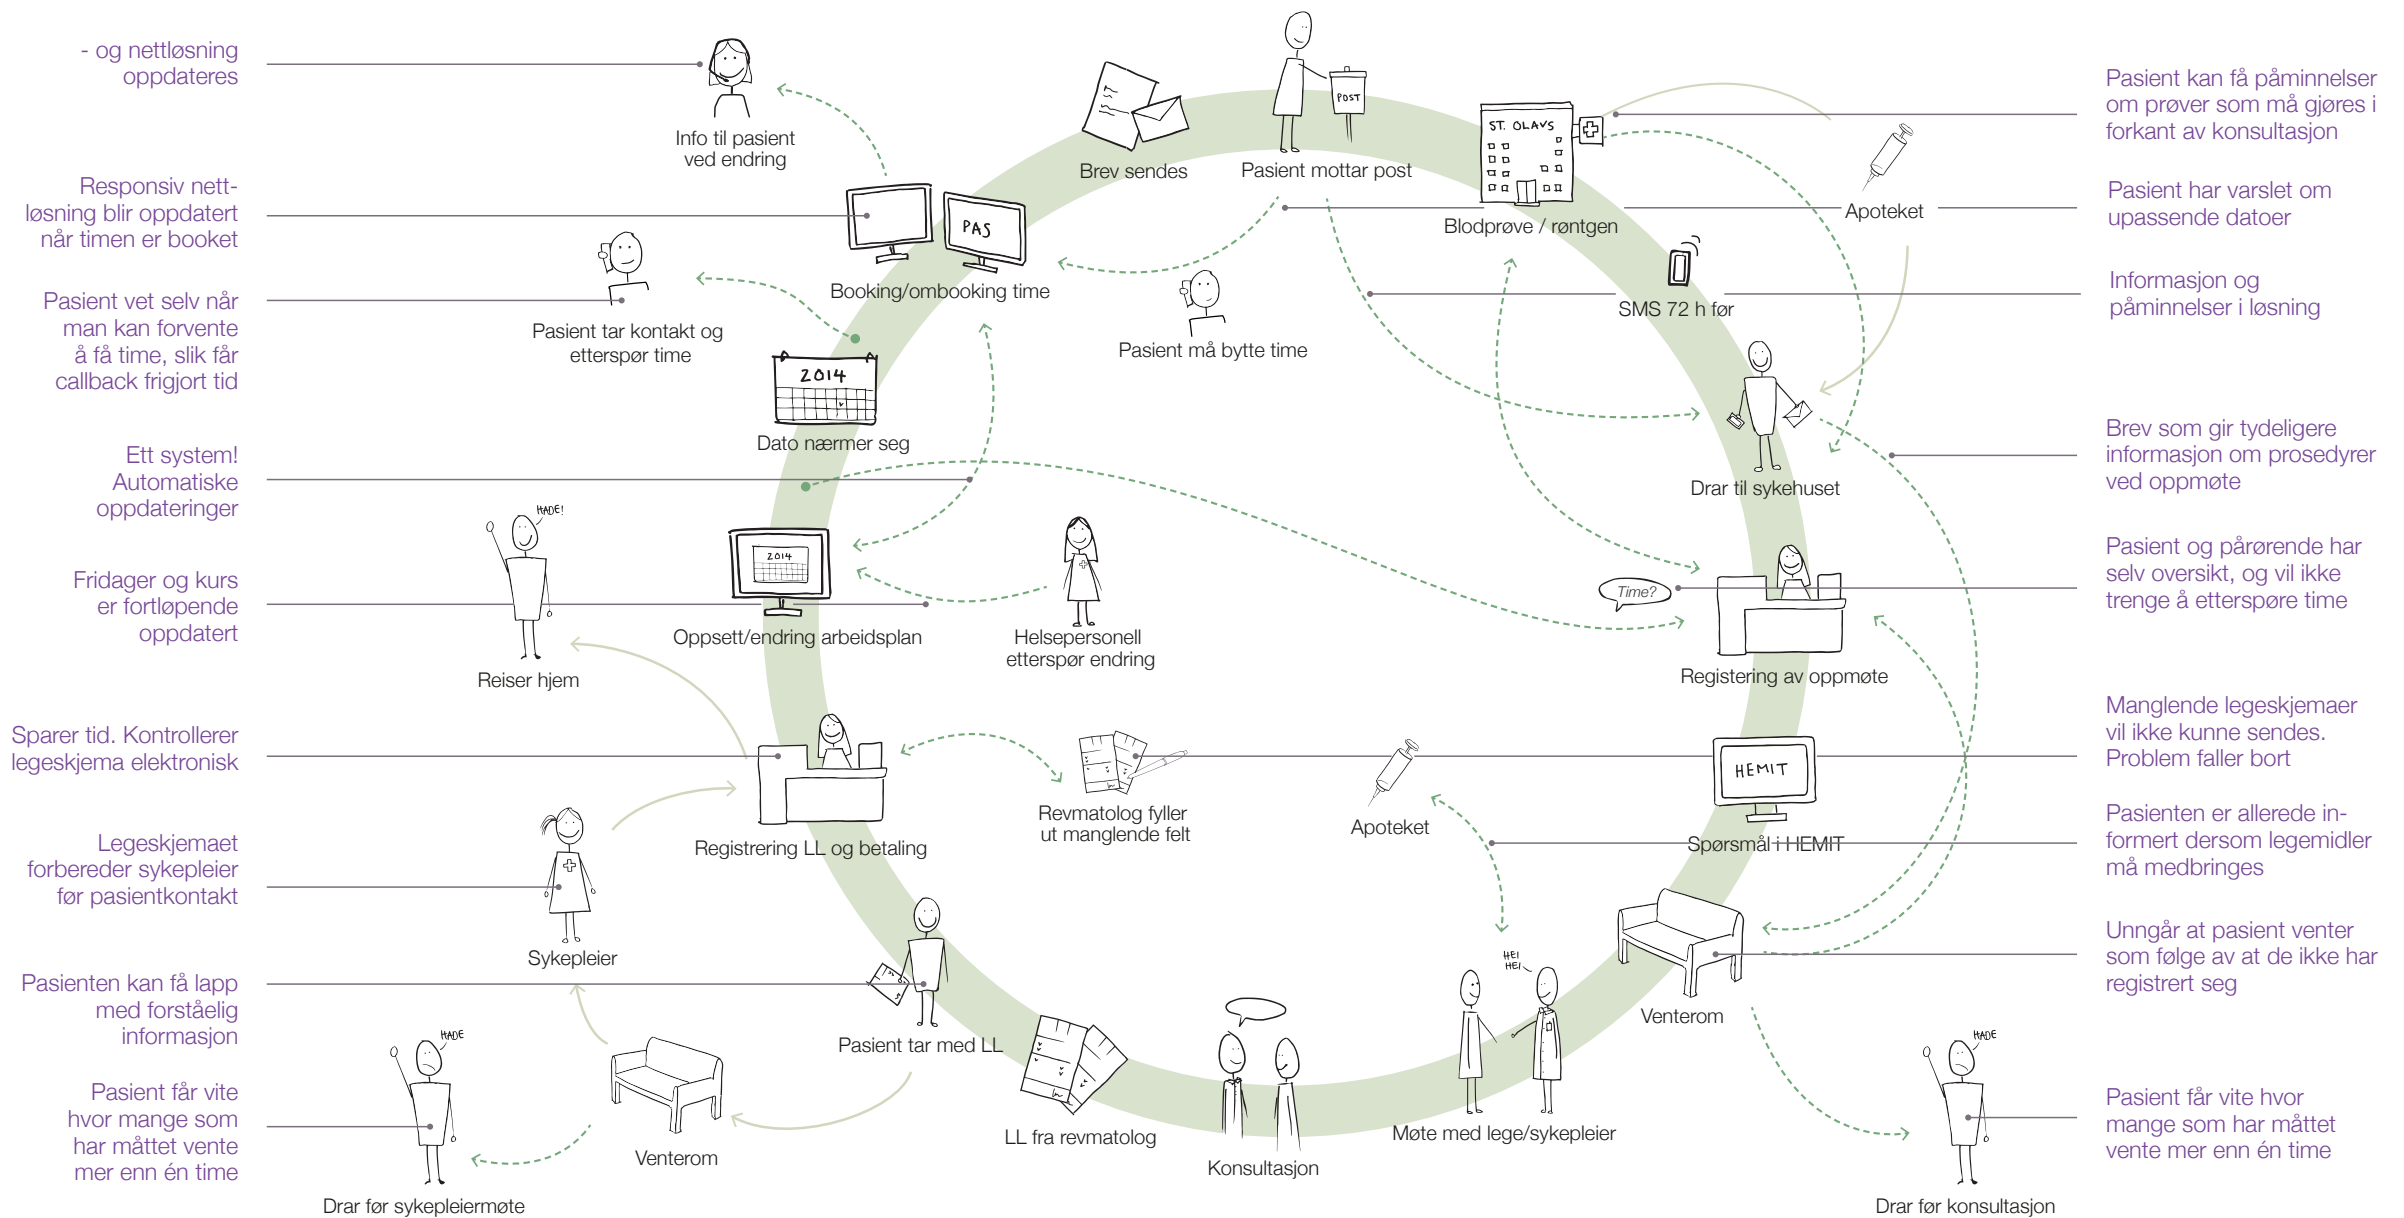 - og nettløsning
oppdateres
Responsiv nett-
løsning blir oppdatert
når timen er booket
Pasient vet selv når
man kan forvente
å få time, slik får
callback frigjort tid
Ett system!
Automatiske
oppdateringer
Fridager og kurs
er fortløpende
oppdatert
Sparer tid. Kontrollerer
legeskjema elektronisk
Legeskjemaet
forbereder sykepleier
før pasientkontakt
Pasienten kan få lapp
med forståelig
informasjon
Pasient får vite
hvor mange som
har måttet vente
mer enn én time
Info til pasient
ved endring
Brev sendes
POST
Pasient mottar post
ST. OLAVS
Blodprøve / røntgen
Apoteket
PAS
Booking/ombooking time
Pasient tar kontakt og
etterspør time
Pasient må bytte time
SMS 72 h før
2014
Dato nærmer seg
Drar til sykehuset
HADE!
Reiser hjem
2014
Oppsett/endring arbeidsplan
Helsepersonell
etterspør endring
Time?
Registering av oppmøte
Registrering LL og betaling
Revmatolog fyller
ut manglende felt
Apoteket
HEMIT
Spørsmål i HEMIT
Sykepleier
Pasient tar med LL
HEI
HEI
Venterom
HADE
Drar før sykepleiermøte
Venterom
LL fra revmatolog
Konsultasjon
Møte med lege/sykepleier
HADE
Drar før konsultasjon
Pasient kan få påminnelser
om prøver som må gjøres i
forkant av konsultasjon
Pasient har varslet om
upassende datoer
Informasjon og
påminnelser i løsning
Brev som gir tydeligere
informasjon om prosedyrer
ved oppmøte
Pasient og pårørende har
selv oversikt, og vil ikke
trenge å etterspøre time
Manglende legeskjemaer
vil ikke kunne sendes.
Problem faller bort
Pasienten er allerede in-
formert dersom legemidler
må medbringes
Unngår at pasient venter
som følge av at de ikke har
registrert seg
Pasient får vite hvor
mange som har måttet
vente mer enn én time